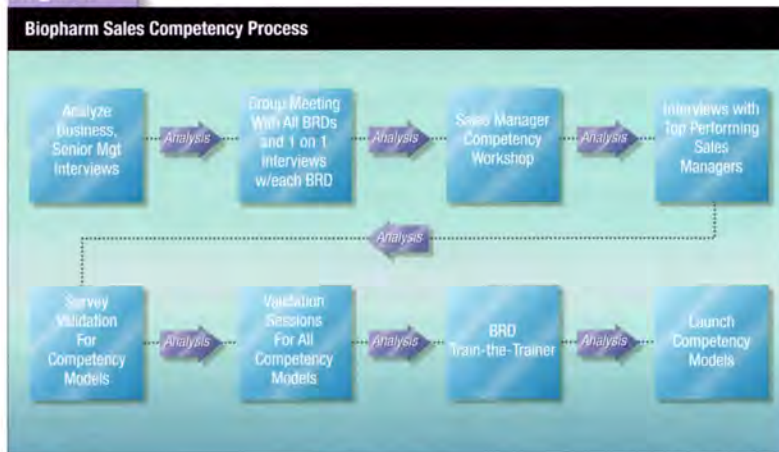 Biopharm Sales Competency Process
Analyze
Business,
Senior Mgt
Interviews
Analysis
Group Meeting
With All BRDs
and 1 on 1
Interviews
w/each BRD
Analysis
Sales Manager
Competency
Workshop
Analysis
Interviews with
Top Performing
Sales
Managers
Analysis
Survey
Validation
For
Competency
Models
Analysis
Validation
Sessions
For All
Competency
Models
Analysis
BRD
Train-the-Trainer
Analysis
Launch
Competency
Models